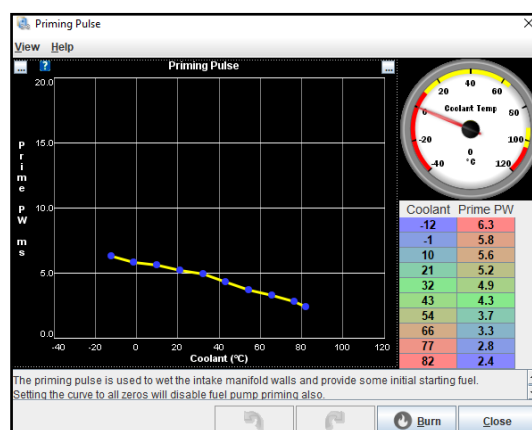 Priming Pulse
View Help
... ? Priming Pulse ...
20.0
15.0
10.0
5.0
0.0
Prime PW ms
-40 -20 0 20 40 60 80 100 120
Coolant (ºC)
-40 -20 0 20 40 60 80 100 120
Coolant Temp
0
°C
Coolant Prime PW
-12 6.3
-1 5.8
10 5.6
21 5.2
32 4.9
43 4.3
54 3.7
66 3.3
77 2.8
82 2.4
The priming pulse is used to wet the intake manifold walls and provide some initial starting fuel.
Setting the curve to all zeros will disable fuel pump priming also.
Burn Close